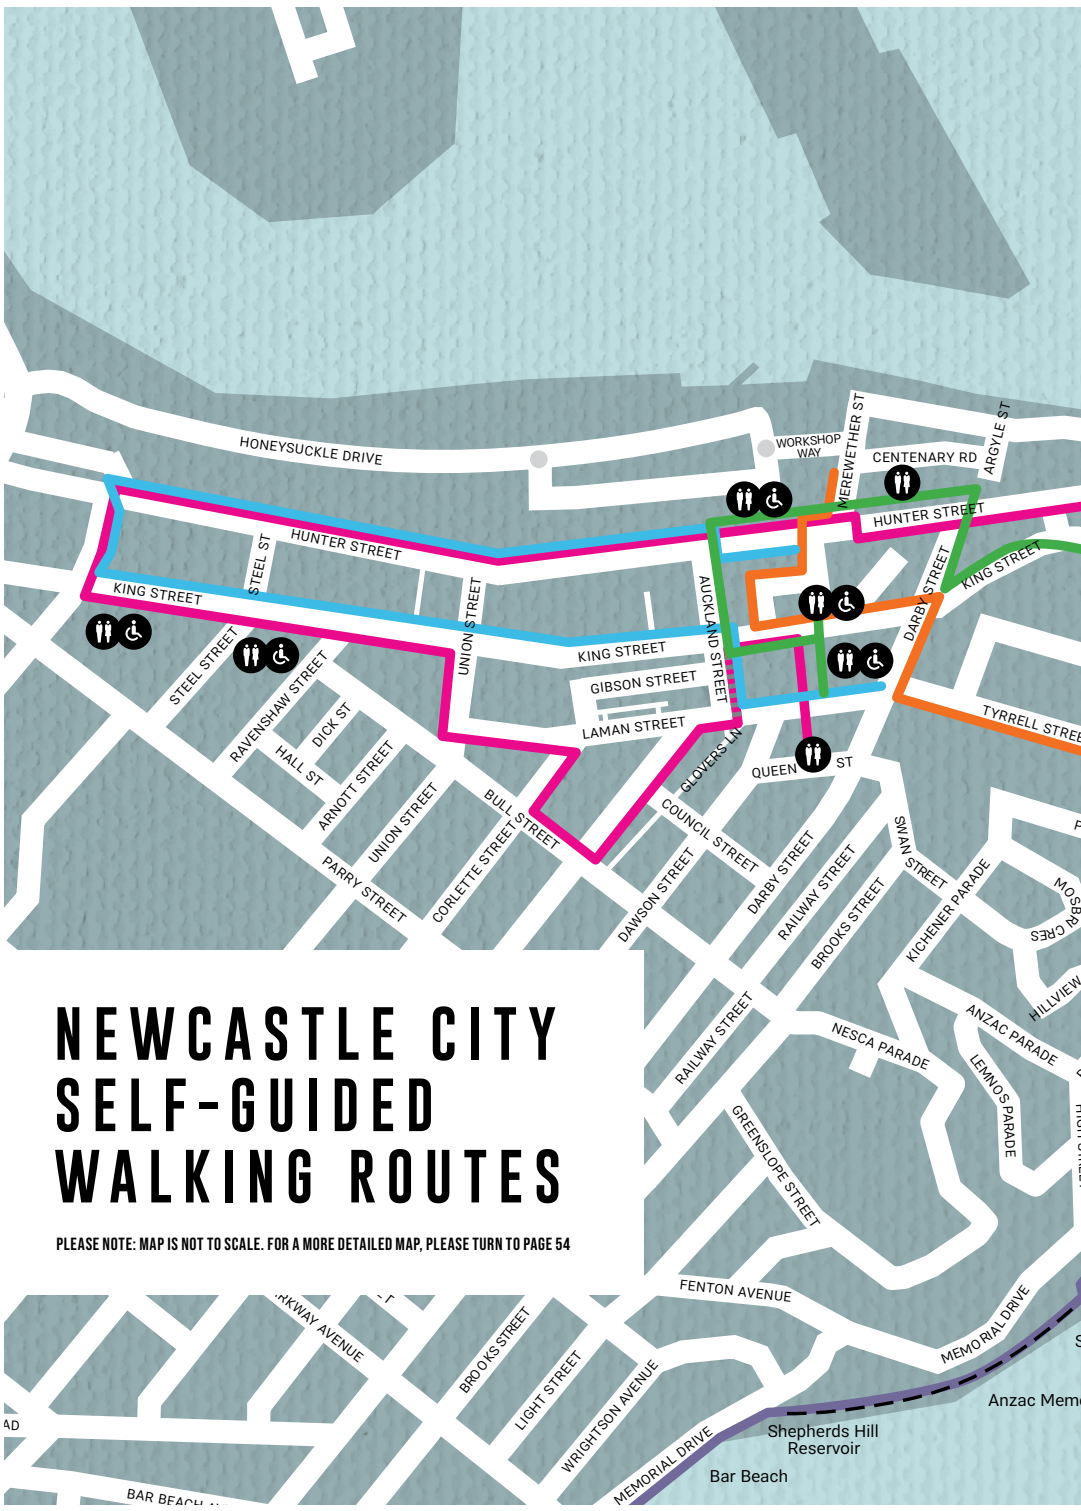 HONEYSUCKLE DRIVE
WORKSHOP
WAY
MEREWETHER ST
CENTENARY RD
ARGYLE ST
HUNTER STREET
HUNTER STREET
STEEL ST
KING STREET
UNION STREET
AUCKLAND STREET
DARBY STREET
KING STREET
KING STREET
GIBSON STREET
LAMAN STREET
STEEL STREET
RAVENSHAW STREET
DICK ST
HALL ST
ARNOTT STREET
UNION STREET
BULL STREET
CORLETTE STREET
PARRY STREET
GLOVERS LN
QUEEN ST
TYRRELL STREE
COUNCIL STREET
DAWSON STREET
DARBY STREET
RAILWAY STREET
BROOKS STREET
SWAN STREET
KICHENER PARADE
MOSB
R CRES
HILLVIEW
ANZAC PARADE
LEMNOS PARADE
NESCA PARADE
RAILWAY STREET
GREENSLOPE STREET
NEWCASTLE CITY
SELF-GUIDED
WALKING ROUTES
PLEASE NOTE: MAP IS NOT TO SCALE. FOR A MORE DETAILED MAP, PLEASE TURN TO PAGE 54
FENTON AVENUE
MEMORIAL DRIVE
RKWAY AVENUE
BROOKS STREET
LIGHT STREET
WRIGHTSON AVENUE
MEMORIAL DRIVE
Anzac Memo
Shepherds Hill
Reservoir
Bar Beach
AD
BAR BEACH AV